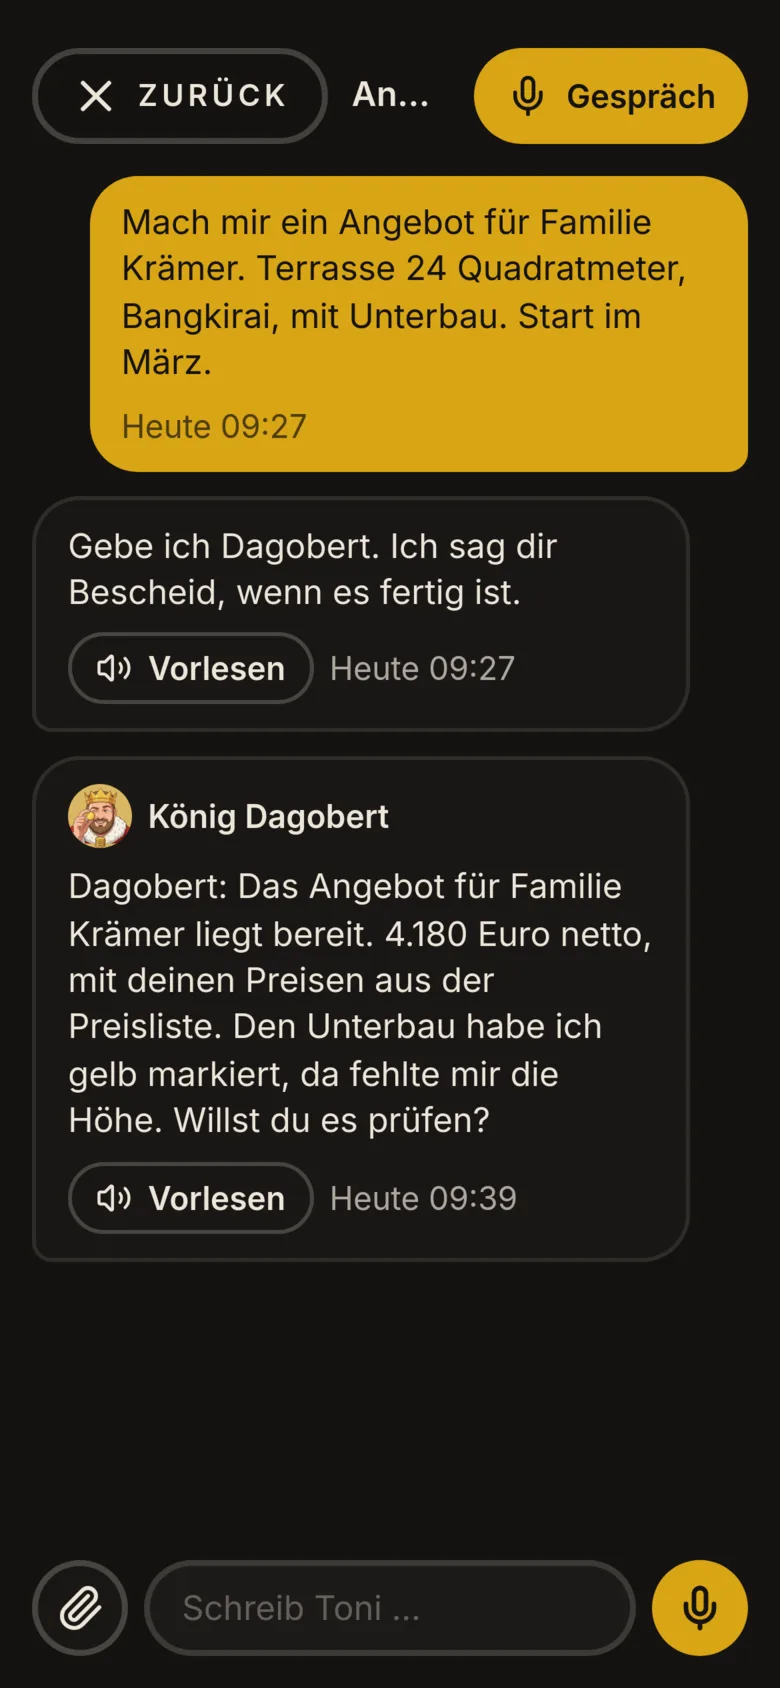 ZURÜCK
An...
Gespräch
Mach mir ein Angebot für Familie
Krämer. Terrasse 24 Quadratmeter,
Bangkirai, mit Unterbau. Start im
März.
Heute 09:27
Gebe ich Dagobert. Ich sag dir
Bescheid, wenn es fertig ist.
Vorlesen
Heute 09:27
König Dagobert
Dagobert: Das Angebot für Familie
Krämer liegt bereit. 4.180 Euro netto,
mit deinen Preisen aus der
Preisliste. Den Unterbau habe ich
gelb markiert, da fehlte mir die
Höhe. Willst du es prüfen?
Vorlesen
Heute 09:39
Schreib Toni ...